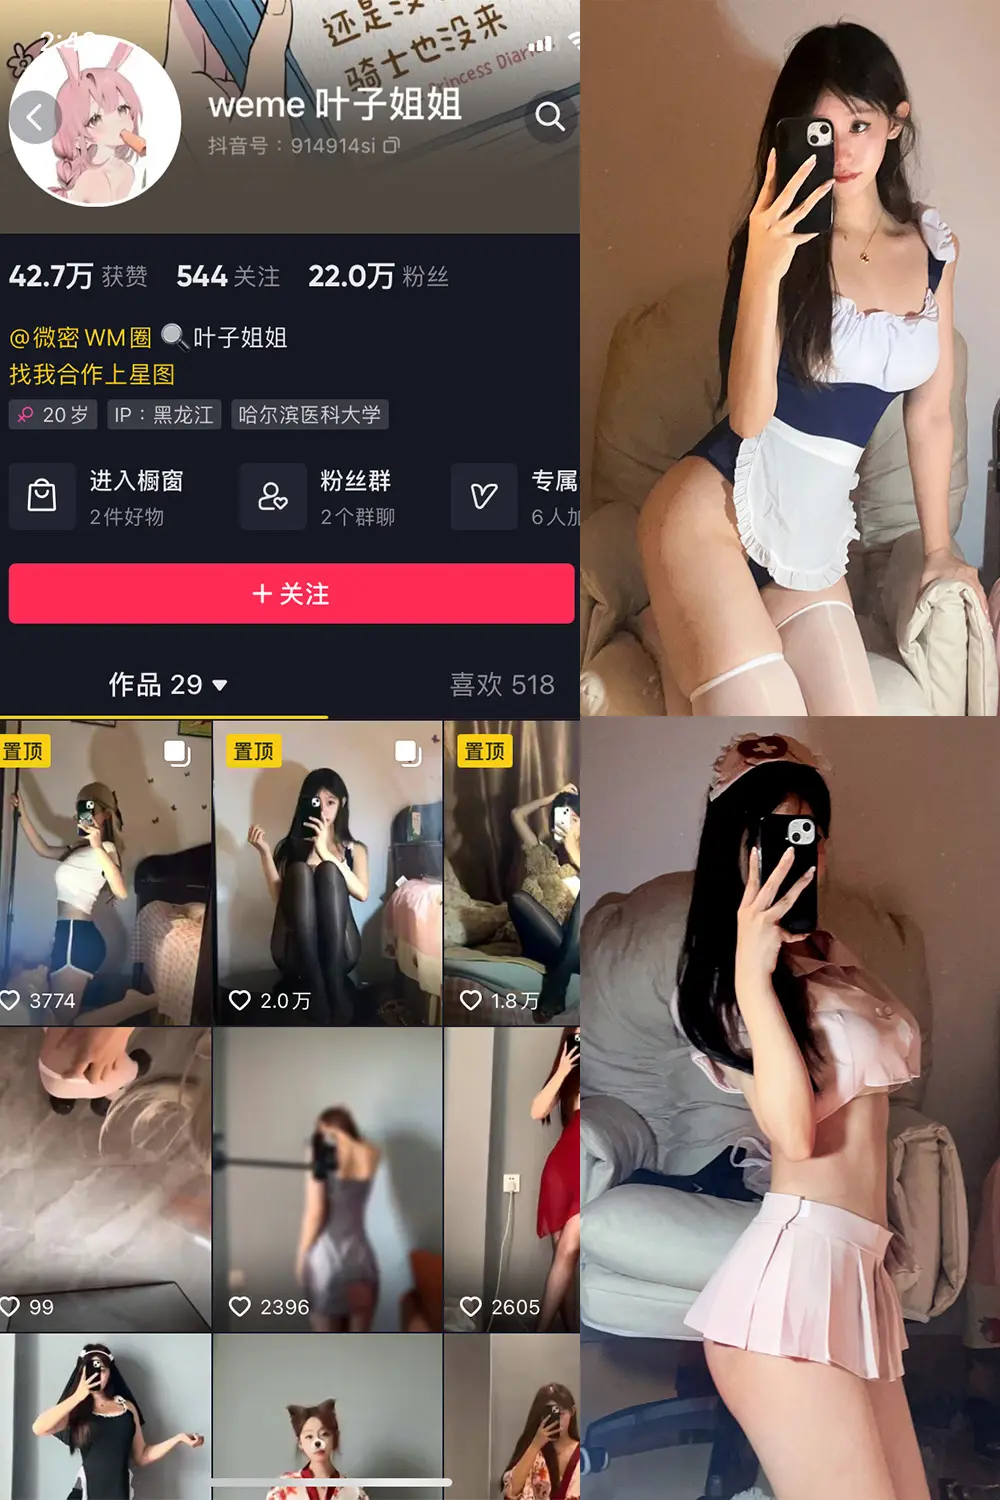 还是没
骑士也没来
Princess Diar
2:4
weme 叶子姐姐
抖音号：914914si
42.7万 获赞 544 关注 22.0万 粉丝
@微密 WM圈 🔍叶子姐姐
找我合作上星图
20岁 IP：黑龙江 哈尔滨医科大学
进入橱窗 粉丝群 专属
2件好物 2个群聊 6人加
+ 关注
作品 29 喜欢 518
置顶 置顶 置顶
3774 2.0万 1.8万
99 2396 2605